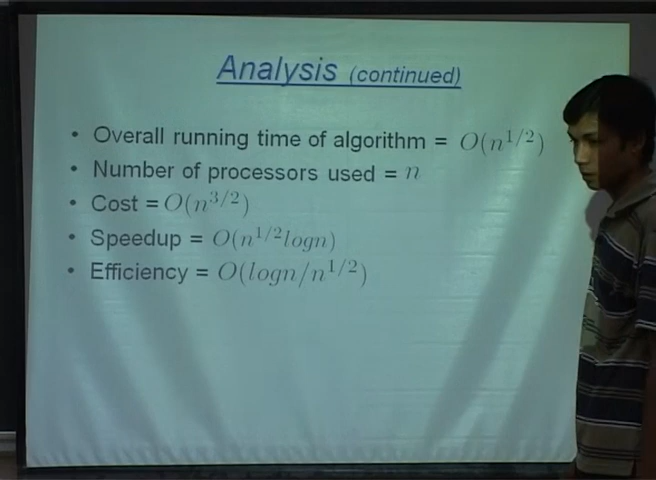 Analysis (continued)
• Overall running time of algorithm = O(n^{1/2})
• Number of processors used = n
• Cost = O(n^{3/2})
• Speedup = O(n^{1/2}logn)
• Efficiency = O(logn/n^{1/2})